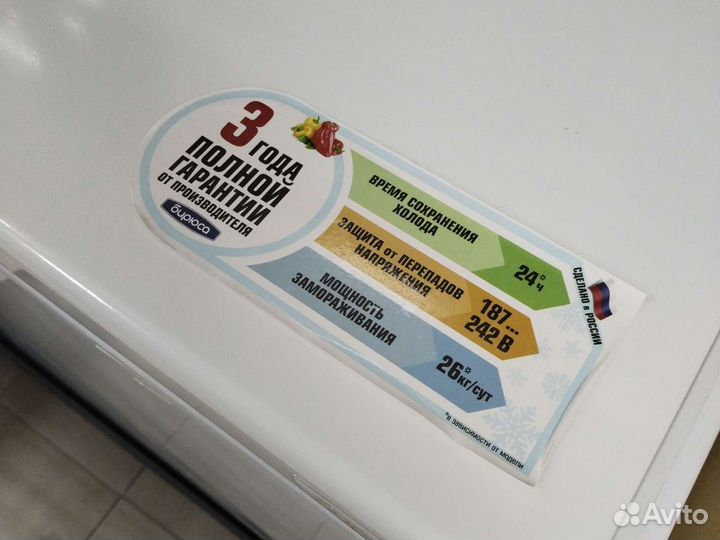 3 ГОДА
ПОЛНОЙ
ГАРАНТИИ
ОТ ПРОИЗВОДИТЕЛЯ
бирюса
ВРЕМЯ СОХРАНЕНИЯ
ХОЛОДА
24*
ч
ЗАЩИТА от ПЕРЕПАДОВ
НАПРЯЖЕНИЯ
187...
242 В
МОЩНОСТЬ
ЗАМОРАЖИВАНИЯ
26*
кг/сут
СДЕЛАНО в РОССИИ
*в зависимости от модели
Avito